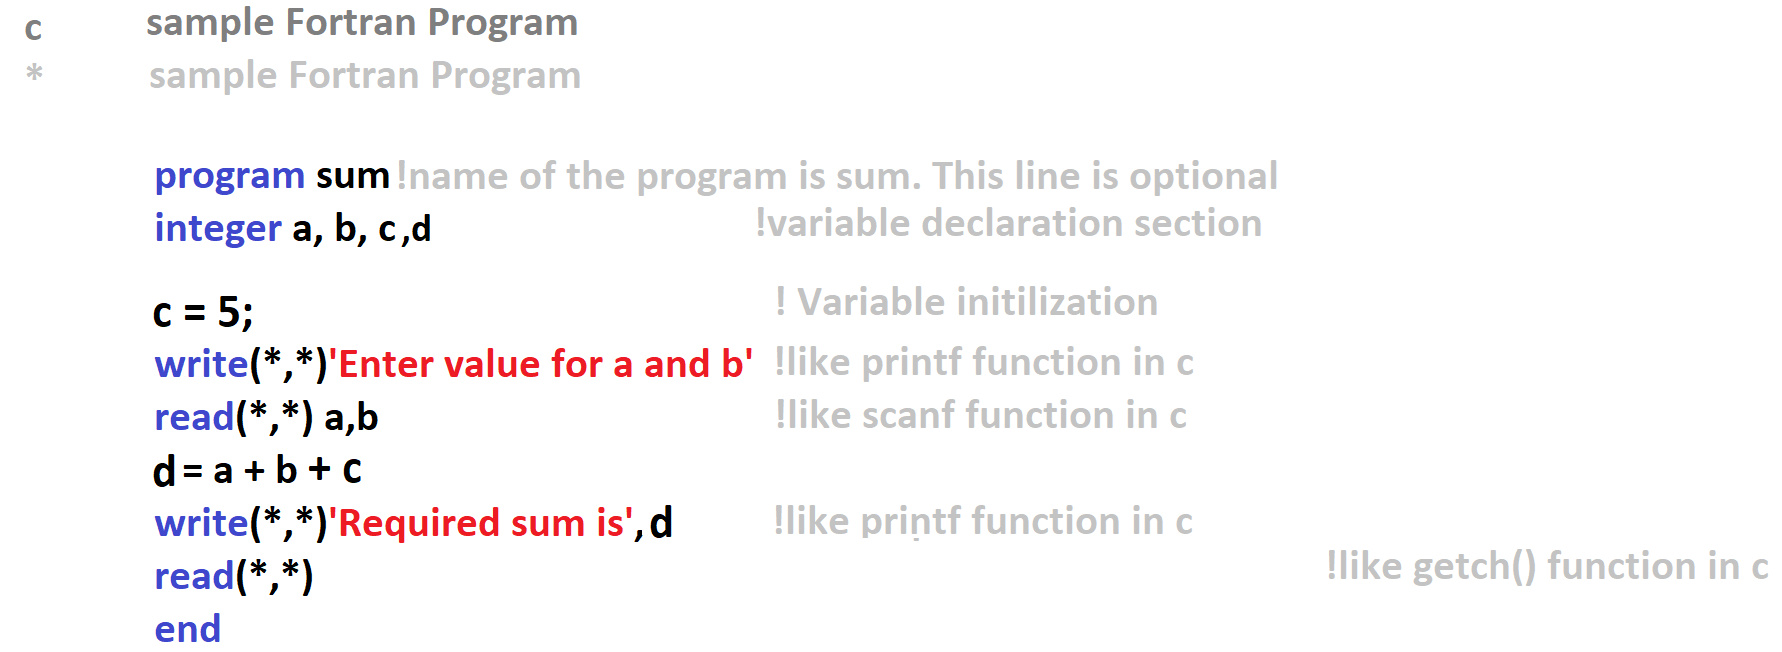 c sample Fortran Program
* sample Fortran Program
program sum !name of the program is sum. This line is optional
integer a, b, c ,d !variable declaration section
c = 5; ! Variable initilization
write(*,*)'Enter value for a and b' !like printf function in c
read(*,*) a,b !like scanf function in c
d = a + b + c
write(*,*)'Required sum is', d !like printf function in c
read(*,*) !like getch() function in c
end